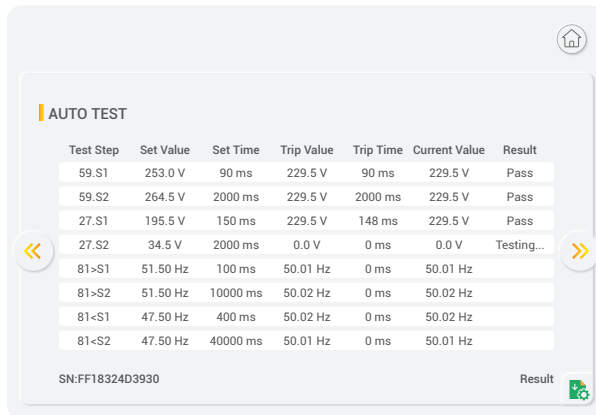 AUTO TEST
Test Step Set Value Set Time Trip Value Trip Time Current Value Result
59.S1 253.0 V 90 ms 229.5 V 90 ms 229.5 V Pass
59.S2 264.5 V 2000 ms 229.5 V 2000 ms 229.5 V Pass
27.S1 195.5 V 150 ms 229.5 V 148 ms 229.5 V Pass
27.S2 34.5 V 2000 ms 0.0 V 0 ms 0.0 V Testing...
81>S1 51.50 Hz 100 ms 50.01 Hz 0 ms 50.01 Hz
81>S2 51.50 Hz 10000 ms 50.02 Hz 0 ms 50.02 Hz
81<S1 47.50 Hz 400 ms 50.02 Hz 0 ms 50.02 Hz
81<S2 47.50 Hz 40000 ms 50.01 Hz 0 ms 50.01 Hz
SN:FF18324D3930 Result